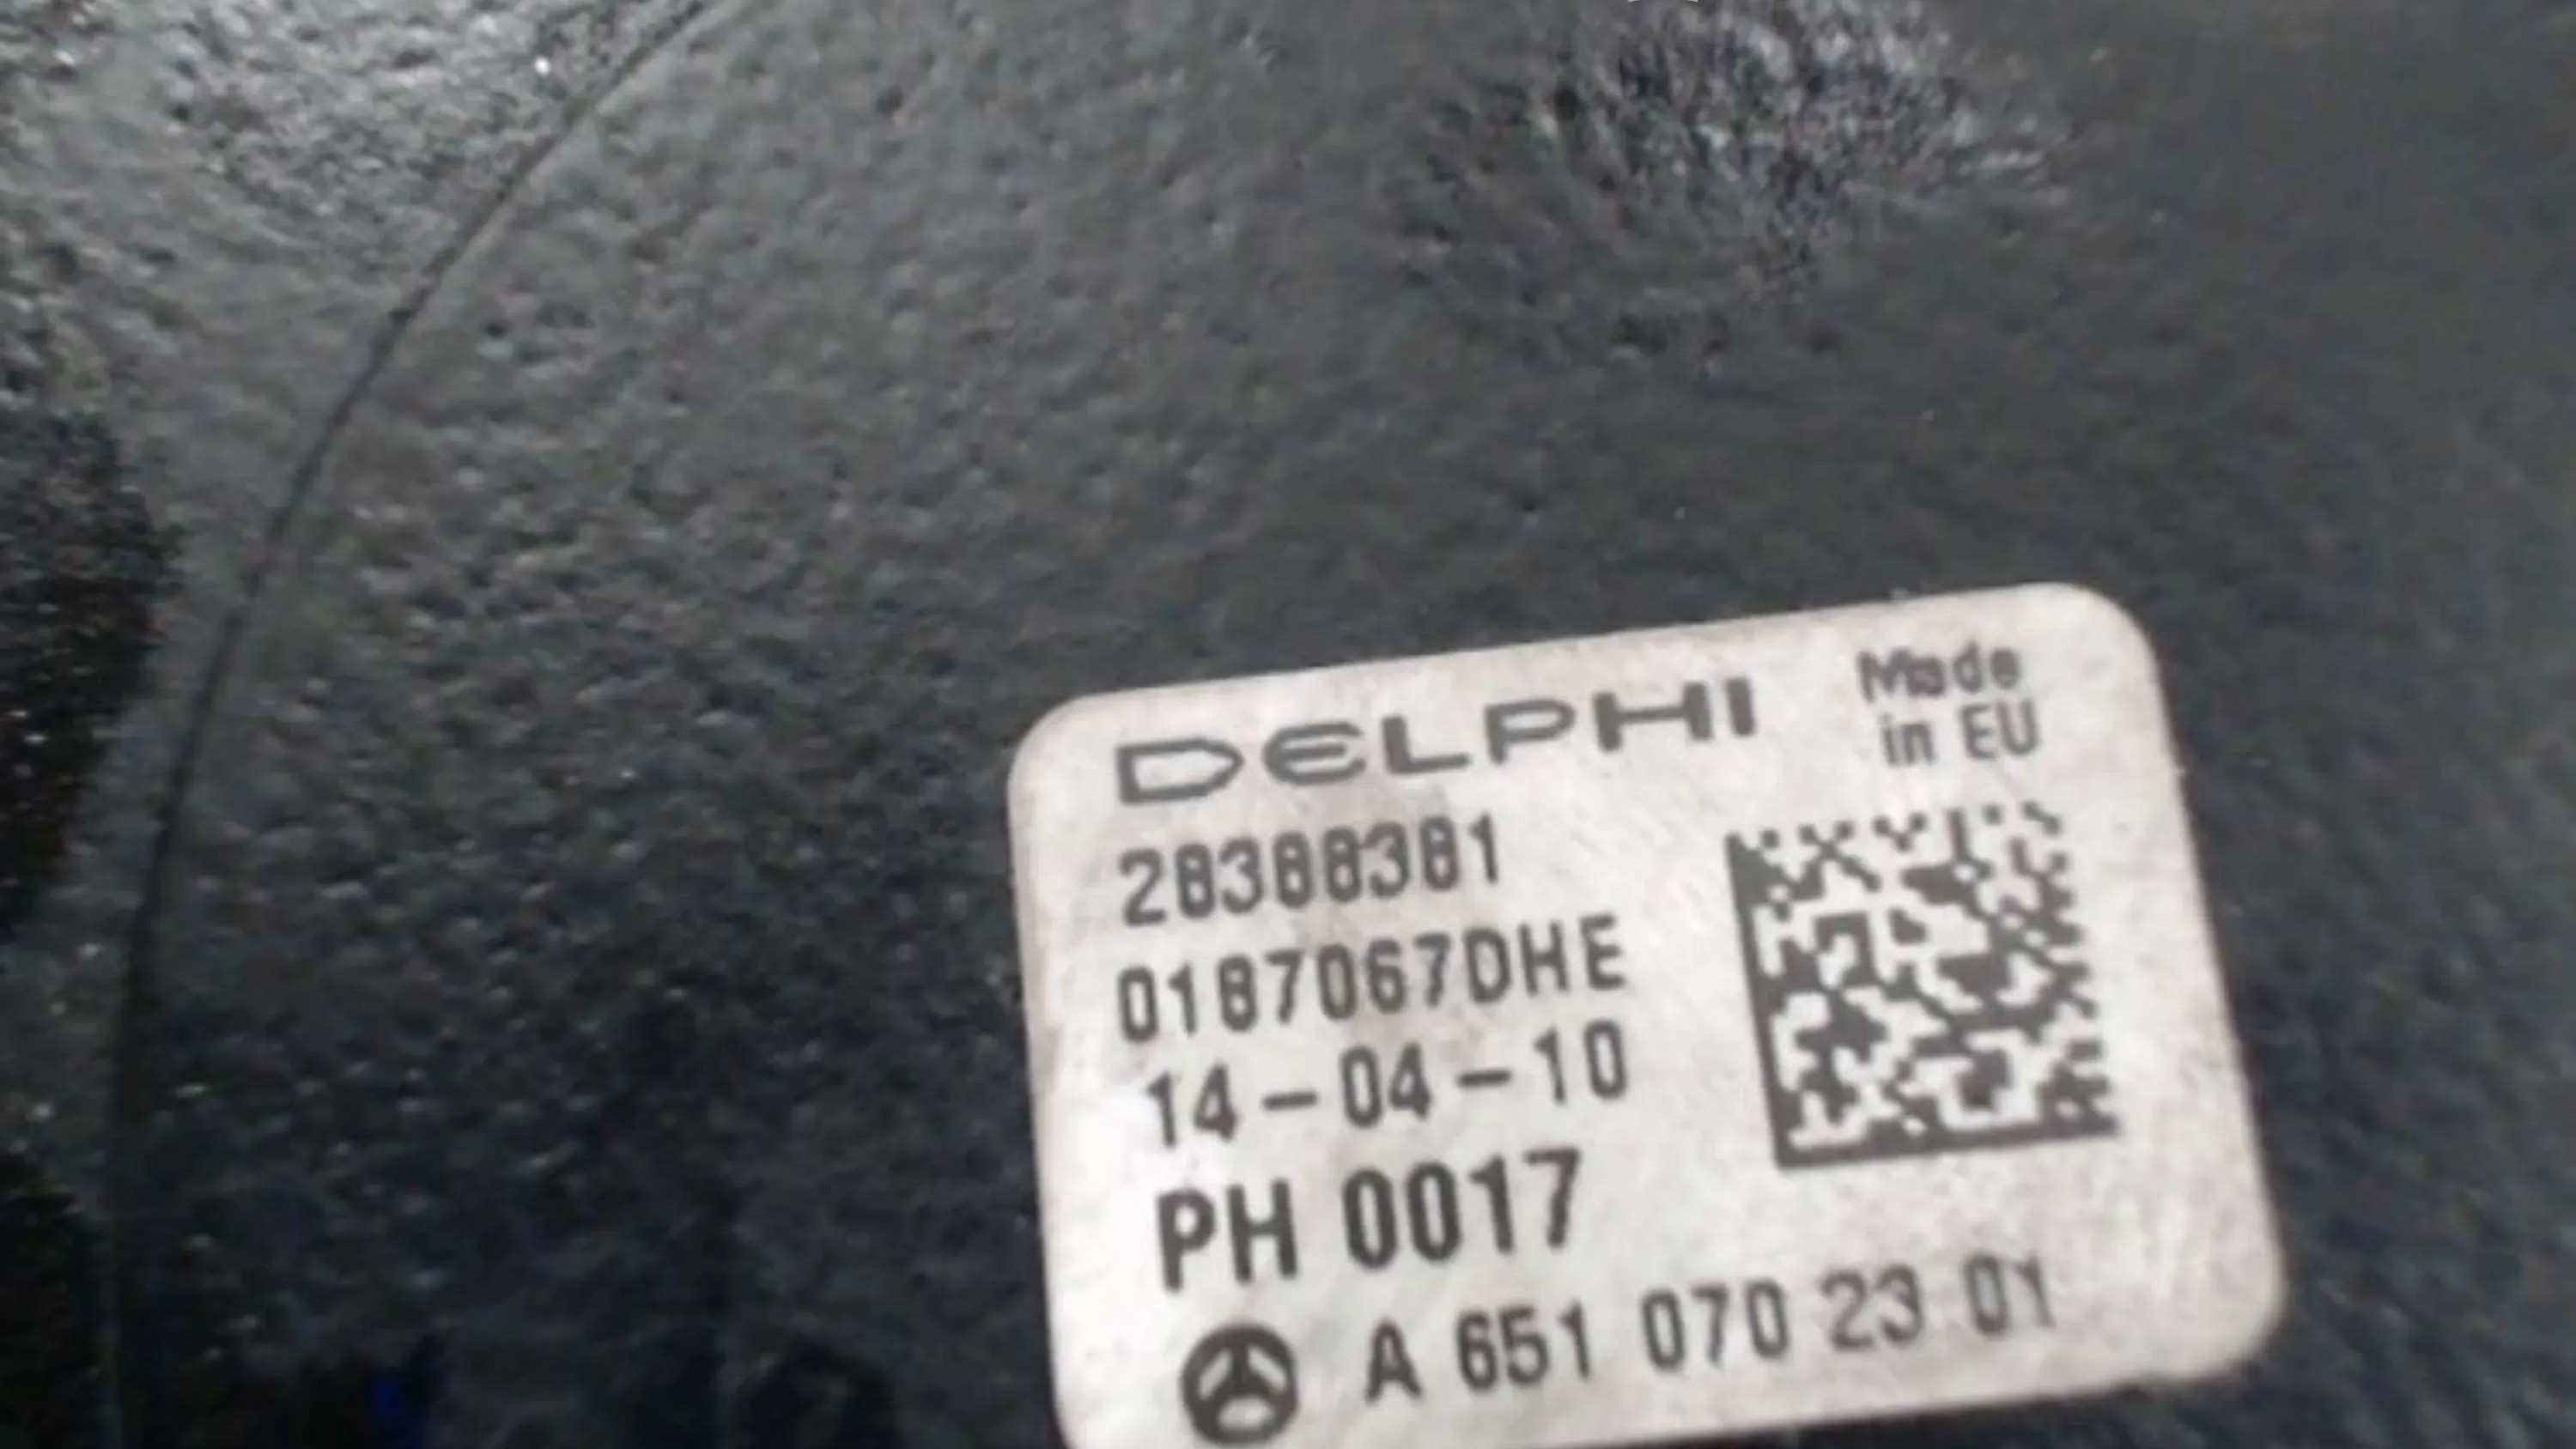 DELPHI
Made
in EU
28388381
0187067DHE
14-04-10
PH 0017
A 651 070 23 01